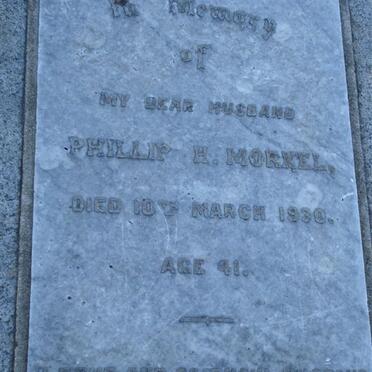 In Memory
of
MY DEAR HUSBAND
PHILLIP H. MORKEL,
DIED 10TH MARCH 1930.
AGE 41.